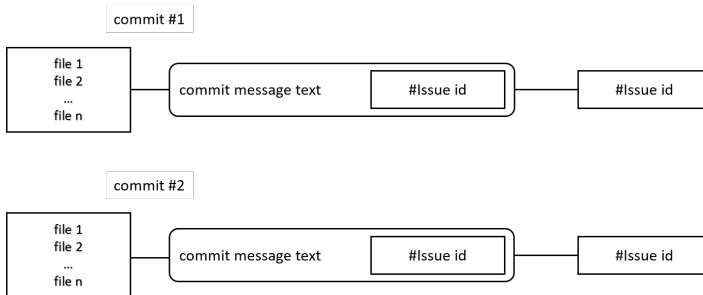 commit #1
file 1
file 2
...
file n
commit message text
#Issue id
#Issue id
commit #2
file 1
file 2
...
file n
commit message text
#Issue id
#Issue id